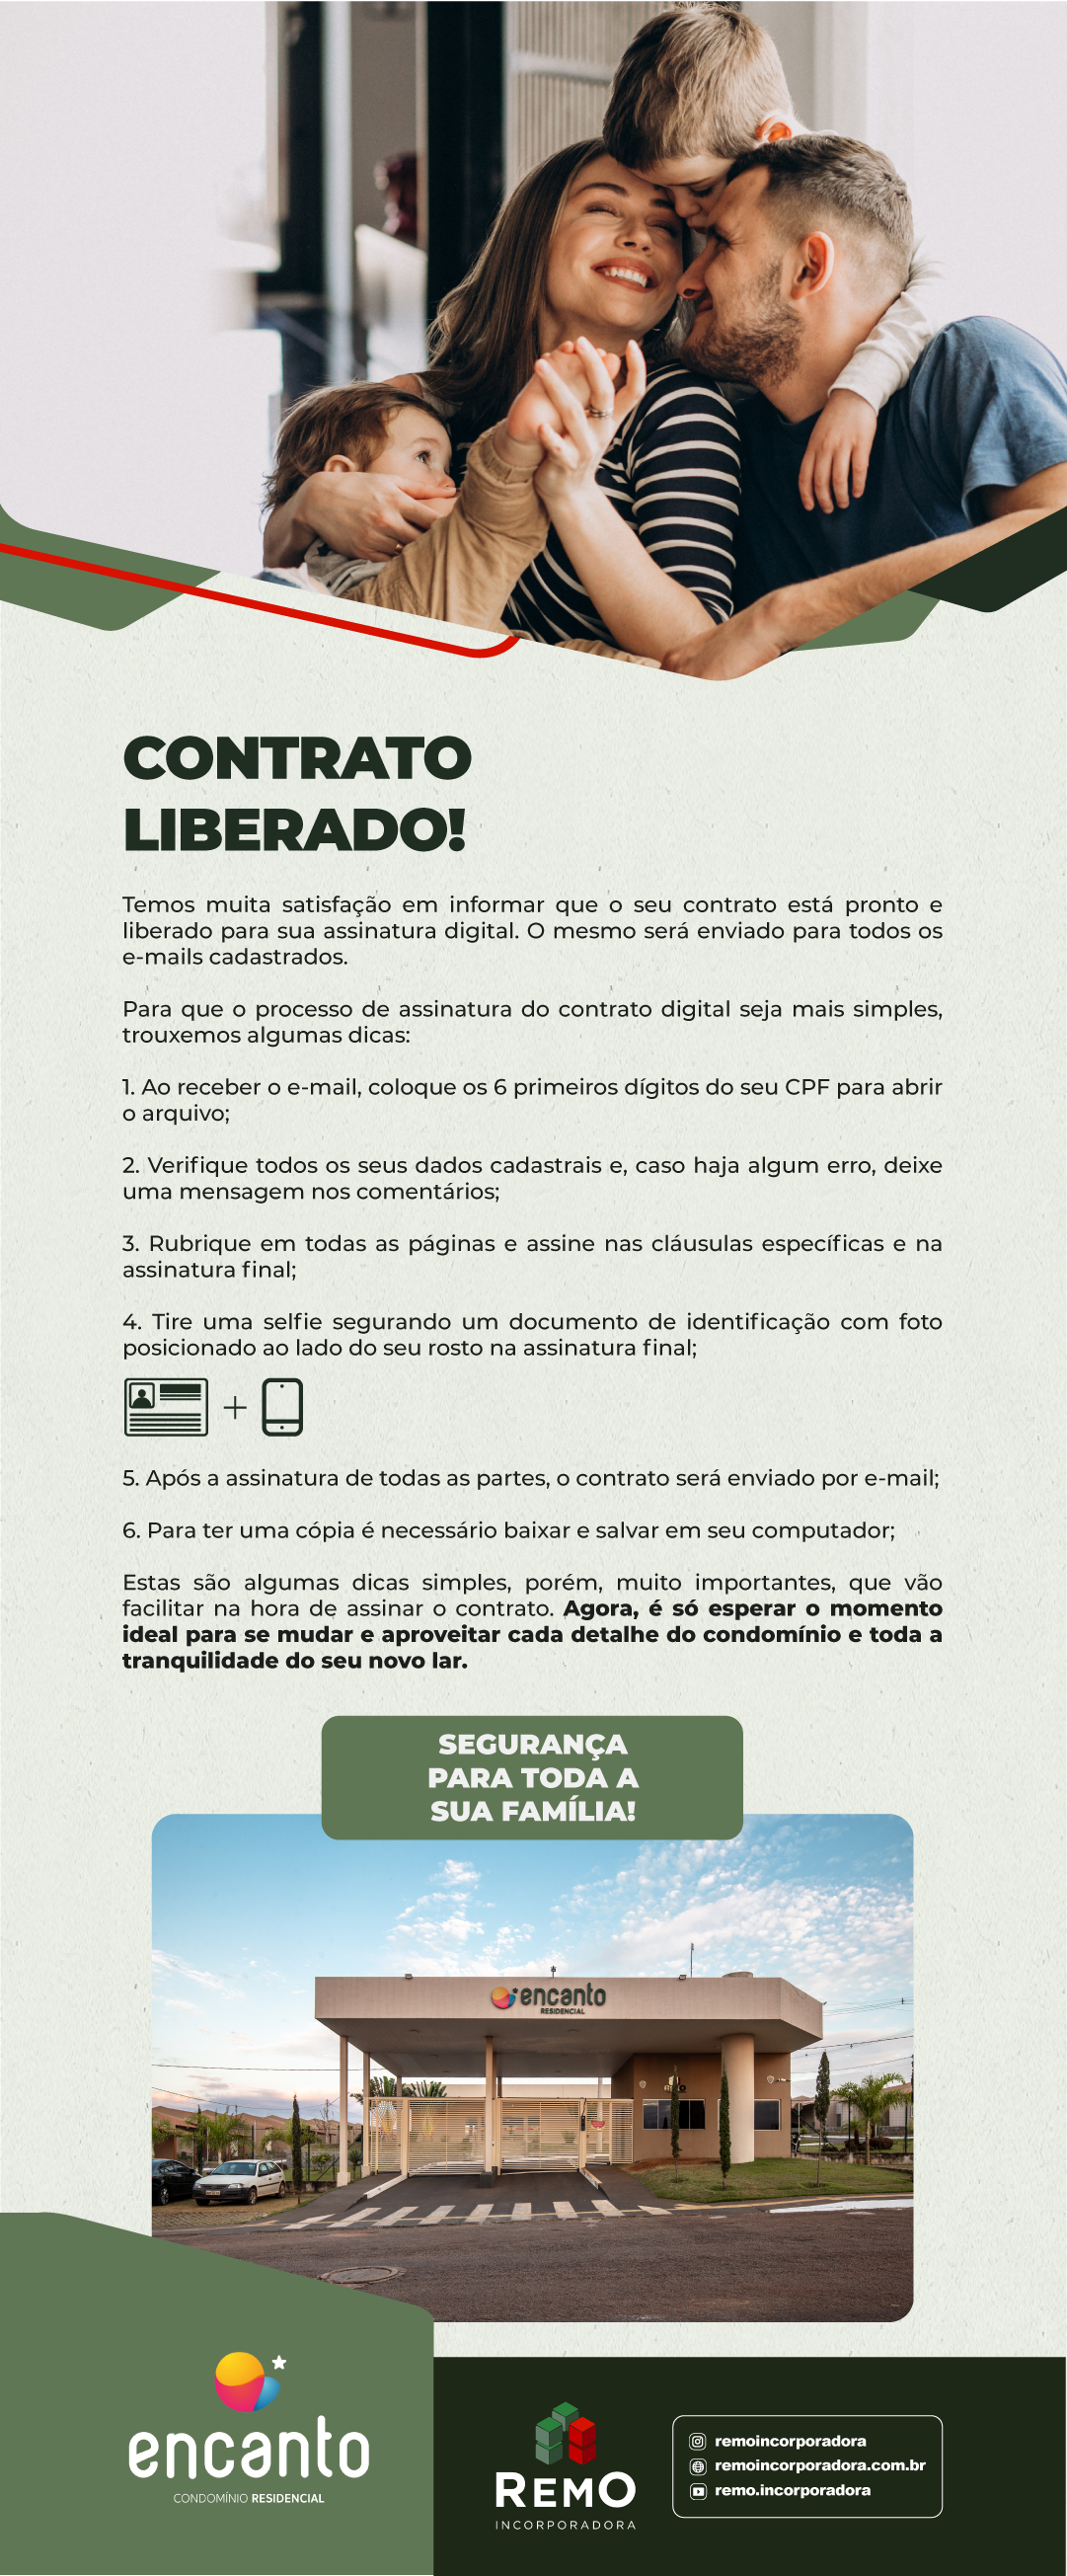 CONTRATO
LIBERADO!
Temos muita satisfação em informar que o seu contrato está pronto e
liberado para sua assinatura digital. O mesmo será enviado para todos os
e-mails cadastrados.
Para que o processo de assinatura do contrato digital seja mais simples,
trouxemos algumas dicas:
1. Ao receber o e-mail, coloque os 6 primeiros dígitos do seu CPF para abrir
o arquivo;
2. Verifique todos os seus dados cadastrais e, caso haja algum erro, deixe
uma mensagem nos comentários;
3. Rubrique em todas as páginas e assine nas cláusulas específicas e na
assinatura final;
4. Tire uma selfie segurando um documento de identificação com foto
posicionado ao lado do seu rosto na assinatura final;
5. Após a assinatura de todas as partes, o contrato será enviado por e-mail;
6. Para ter uma cópia é necessário baixar e salvar em seu computador;
Estas são algumas dicas simples, porém, muito importantes, que vão
facilitar na hora de assinar o contrato. Agora, é só esperar o momento
ideal para se mudar e aproveitar cada detalhe do condomínio e toda a
tranquilidade do seu novo lar.
SEGURANÇA
PARA TODA A
SUA FAMÍLIA!
encanto
RESIDENCIAL
encanto
CONDOMÍNIO RESIDENCIAL
REMO
INCORPORADORA
remoincorporadora
remoincorporadora.com.br
remo.incorporadora